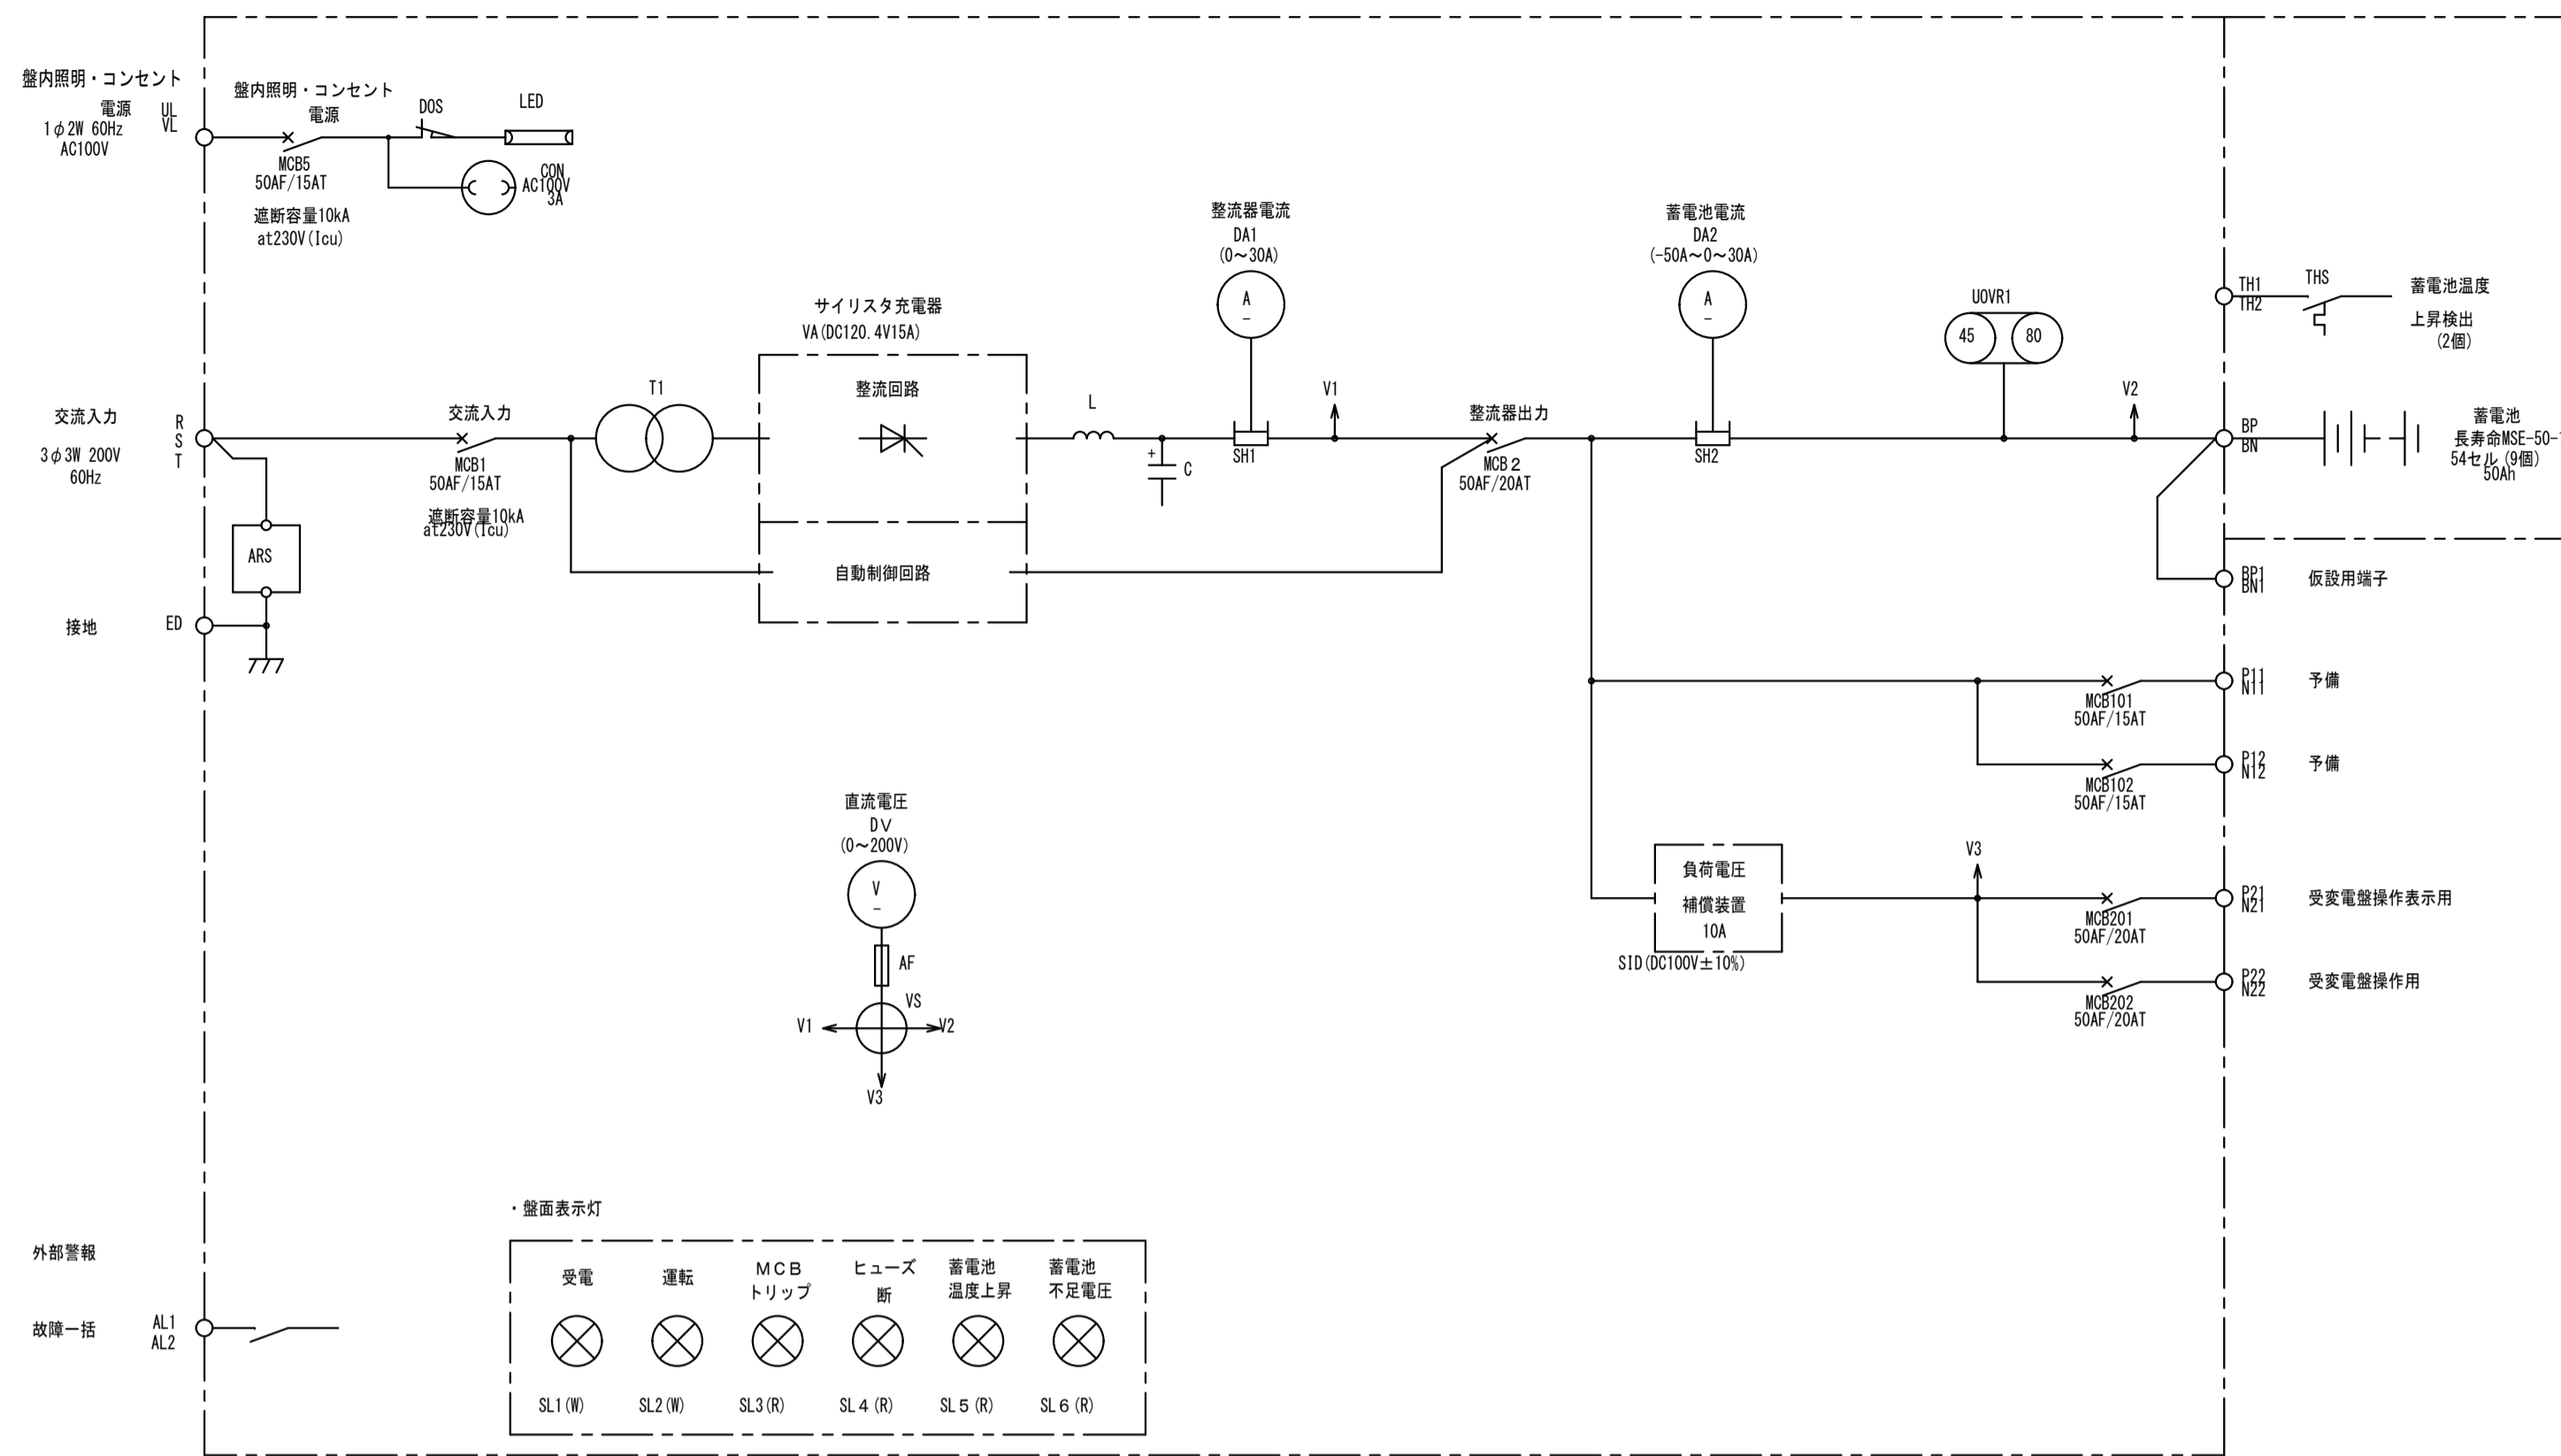 盤内照明・コンセント
電源
1φ2W 60Hz
AC100V
UL
VL
盤内照明・コンセント
電源
MCB5
50AF/15AT
遮断容量10kA
at230V(Icu)
DOS
LED
CON
AC100V
3A
交流入力
3φ3W 200V
60Hz
R
S
T
ARS
接地
ED
交流入力
MCB1
50AF/15AT
遮断容量10kA
at230V(Icu)
T1
サイリスタ充電器
VA(DC120.4V15A)
整流回路
自動制御回路
L
+
C
整流器電流
DA1
(0～30A)
A
SH1
V1
整流器出力
MCB2
50AF/20AT
蓄電池電流
DA2
(-50A～0～30A)
A
SH2
UOVR1
45
80
V2
TH1
TH2
THS
蓄電池温度
上昇検出
(2個)
BP
BN
蓄電池
長寿命MSE-50-
54セル(9個)
50Ah
BP1
BN1
仮設用端子
MCB101
50AF/15AT
P11
N11
予備
MCB102
50AF/15AT
P12
N12
予備
負荷電圧
補償装置
10A
SID(DC100V±10%)
V3
MCB201
50AF/20AT
P21
N21
受変電盤操作表示用
MCB202
50AF/20AT
P22
N22
受変電盤操作用
直流電圧
DV
(0～200V)
V
AF
VS
V1
V2
V3
・盤面表示灯
受電
運転
MCB
トリップ
ヒューズ
断
蓄電池
温度上昇
蓄電池
不足電圧
SL1(W)
SL2(W)
SL3(R)
SL4(R)
SL5(R)
SL6(R)
外部警報
故障一括
AL1
AL2